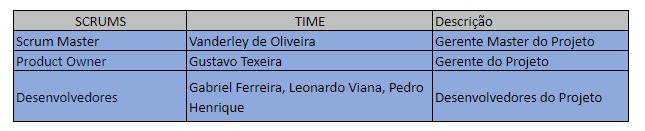 SCRUMS TIME Descrição
Scrum Master Vanderley de Oliveira Gerente Master do Projeto
Product Owner Gustavo Texeira Gerente do Projeto
Desenvolvedores Gabriel Ferreira, Leonardo Viana, Pedro Henrique Desenvolvedores do Projeto